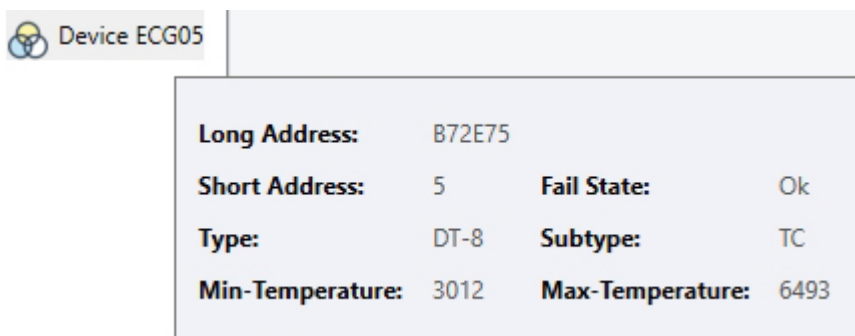 Device ECG05
Long Address: B72E75
Short Address: 5 Fail State: Ok
Type: DT-8 Subtype: TC
Min-Temperature: 3012 Max-Temperature: 6493